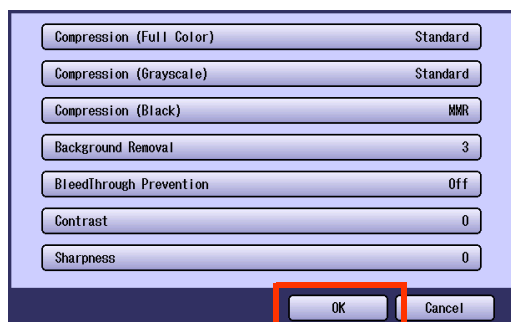 Compression (Full Color) Standard
Compression (Grayscale) Standard
Compression (Black) MMR
Background Removal 3
BleedThrough Prevention Off
Contrast 0
Sharpness 0
OK Cancel